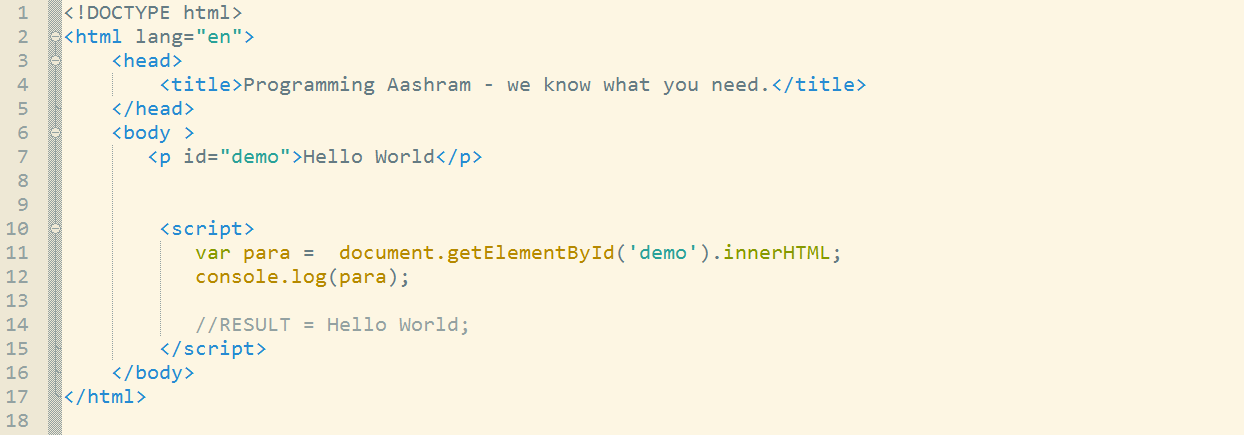 1 <!DOCTYPE html>
2 <html lang="en">
3     <head>
4         <title>Programming Aashram - we know what you need.</title>
5     </head>
6     <body >
7        <p id="demo">Hello World</p>
8
9
10         <script>
11            var para =  document.getElementById('demo').innerHTML;
12            console.log(para);
13
14            //RESULT = Hello World;
15         </script>
16     </body>
17 </html>
18